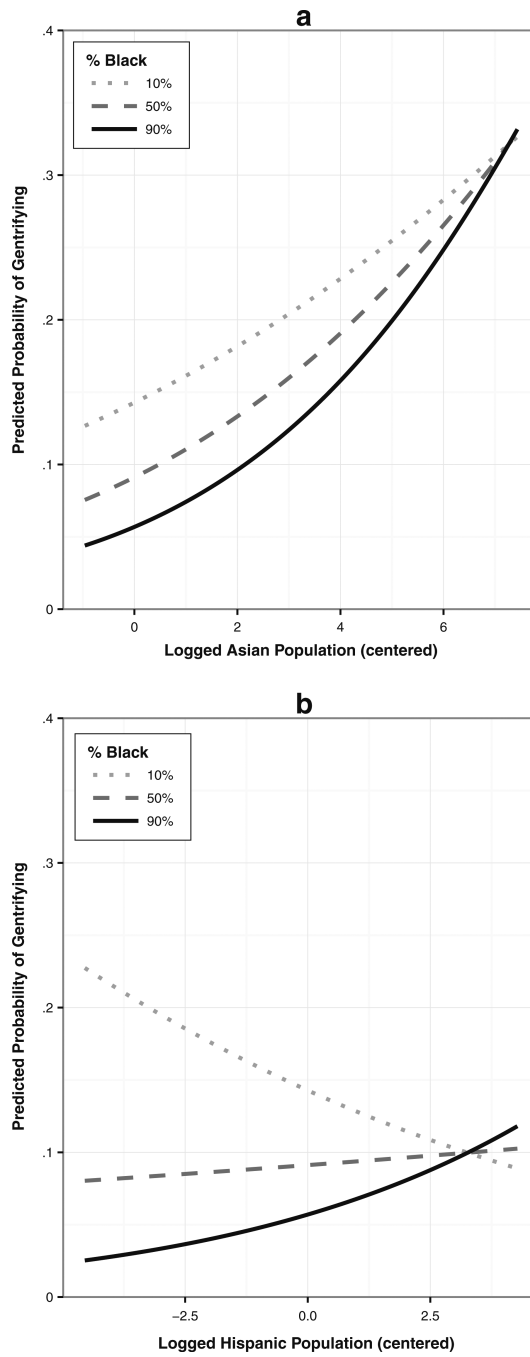 a
.4
% Black
10%
50%
90%
.3
.2
.1
0
Predicted Probability of Gentrifying
0 2 4 6
Logged Asian Population (centered)
b
.4
% Black
10%
50%
90%
.3
.2
.1
0
Predicted Probability of Gentrifying
−2.5 0.0 2.5
Logged Hispanic Population (centered)